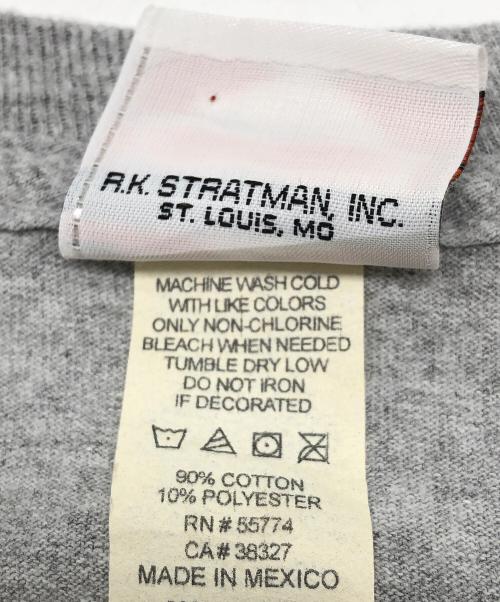 R.K. STRATMAN, INC.
ST. LOUIS, MO
MACHINE WASH COLD
WITH LIKE COLORS
ONLY NON-CHLORINE
BLEACH WHEN NEEDED
TUMBLE DRY LOW
DO NOT IRON
IF DECORATED
90% COTTON
10% POLYESTER
RN # 55774
CA# 38327
MADE IN MEXICO